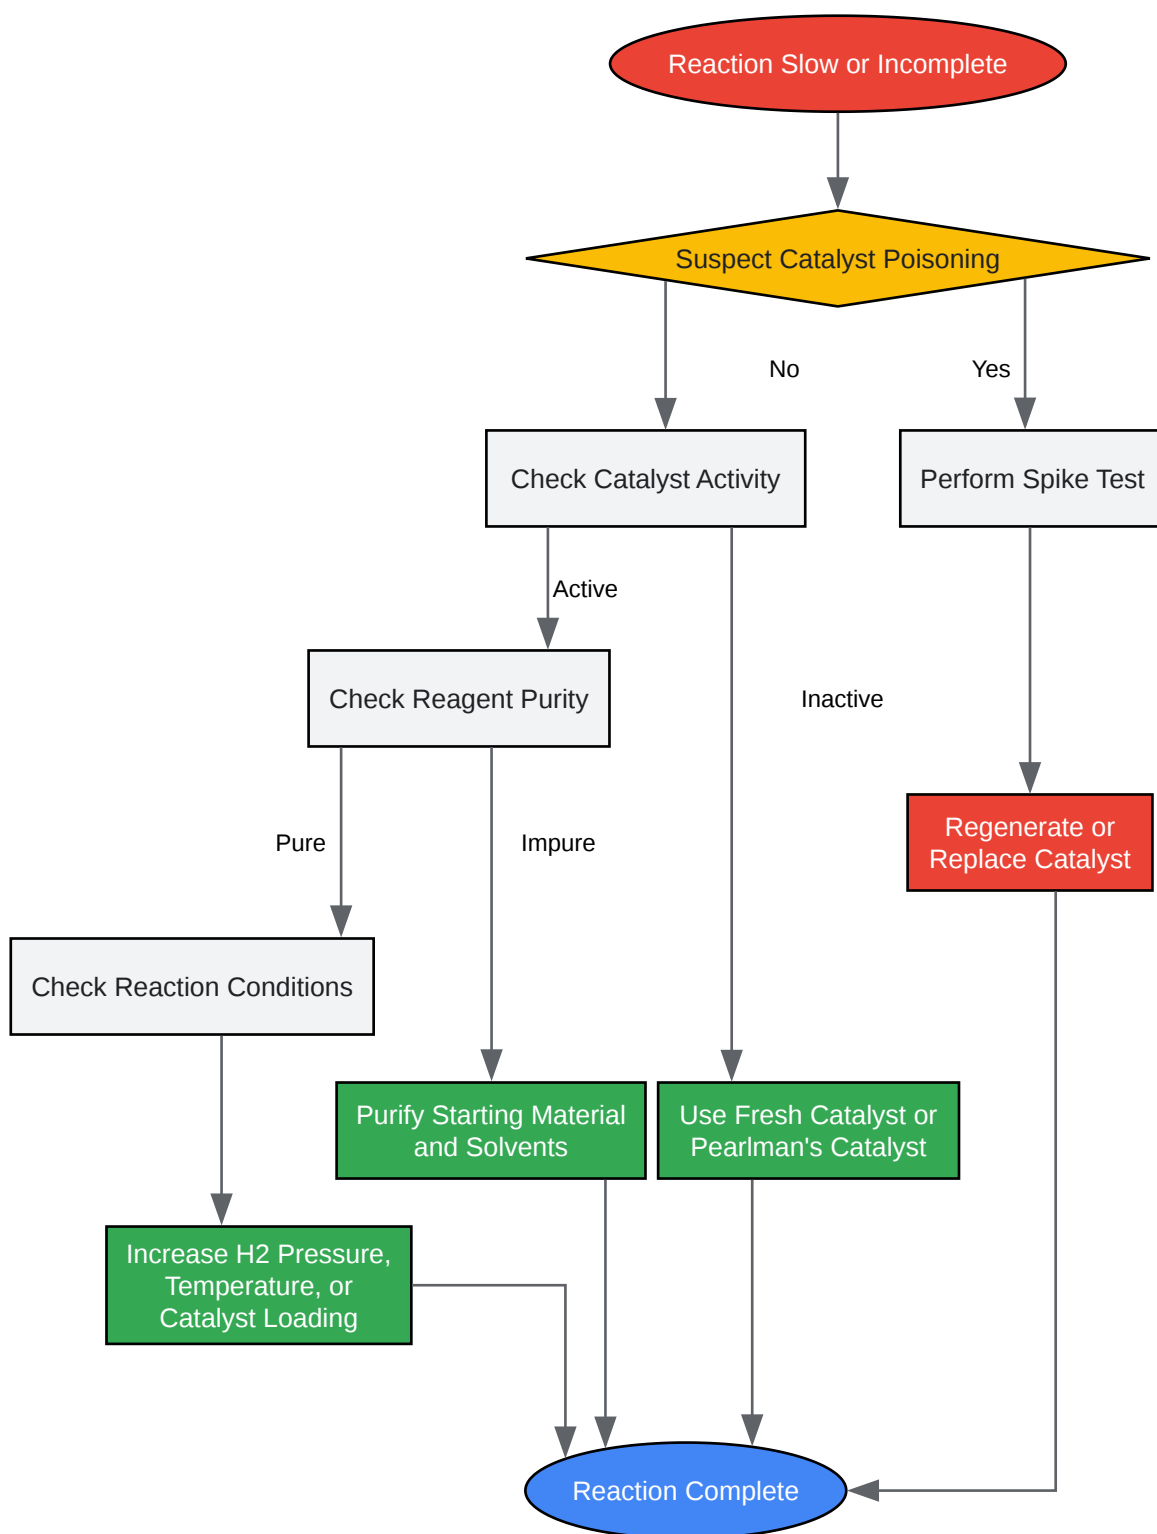 Reaction Slow or Incomplete
Suspect Catalyst Poisoning
No
Yes
Check Catalyst Activity
Perform Spike Test
Active
Check Reagent Purity
Inactive
Pure
Impure
Regenerate or
Replace Catalyst
Check Reaction Conditions
Purify Starting Material
and Solvents
Use Fresh Catalyst or
Pearlman's Catalyst
Increase H2 Pressure,
Temperature, or
Catalyst Loading
Reaction Complete